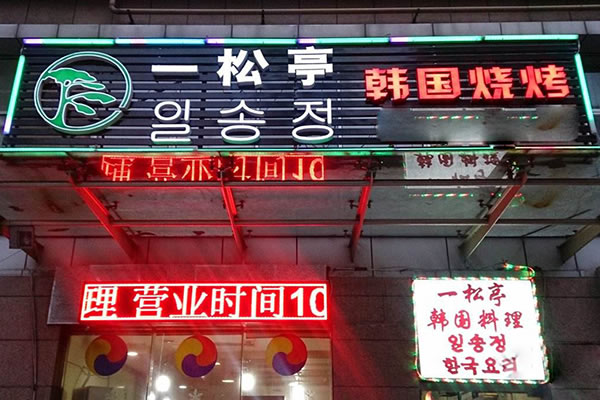 一松亭
일송정
韩国烧烤
理 营业时间10
一松亭
韩国料理
일송정
한국요리